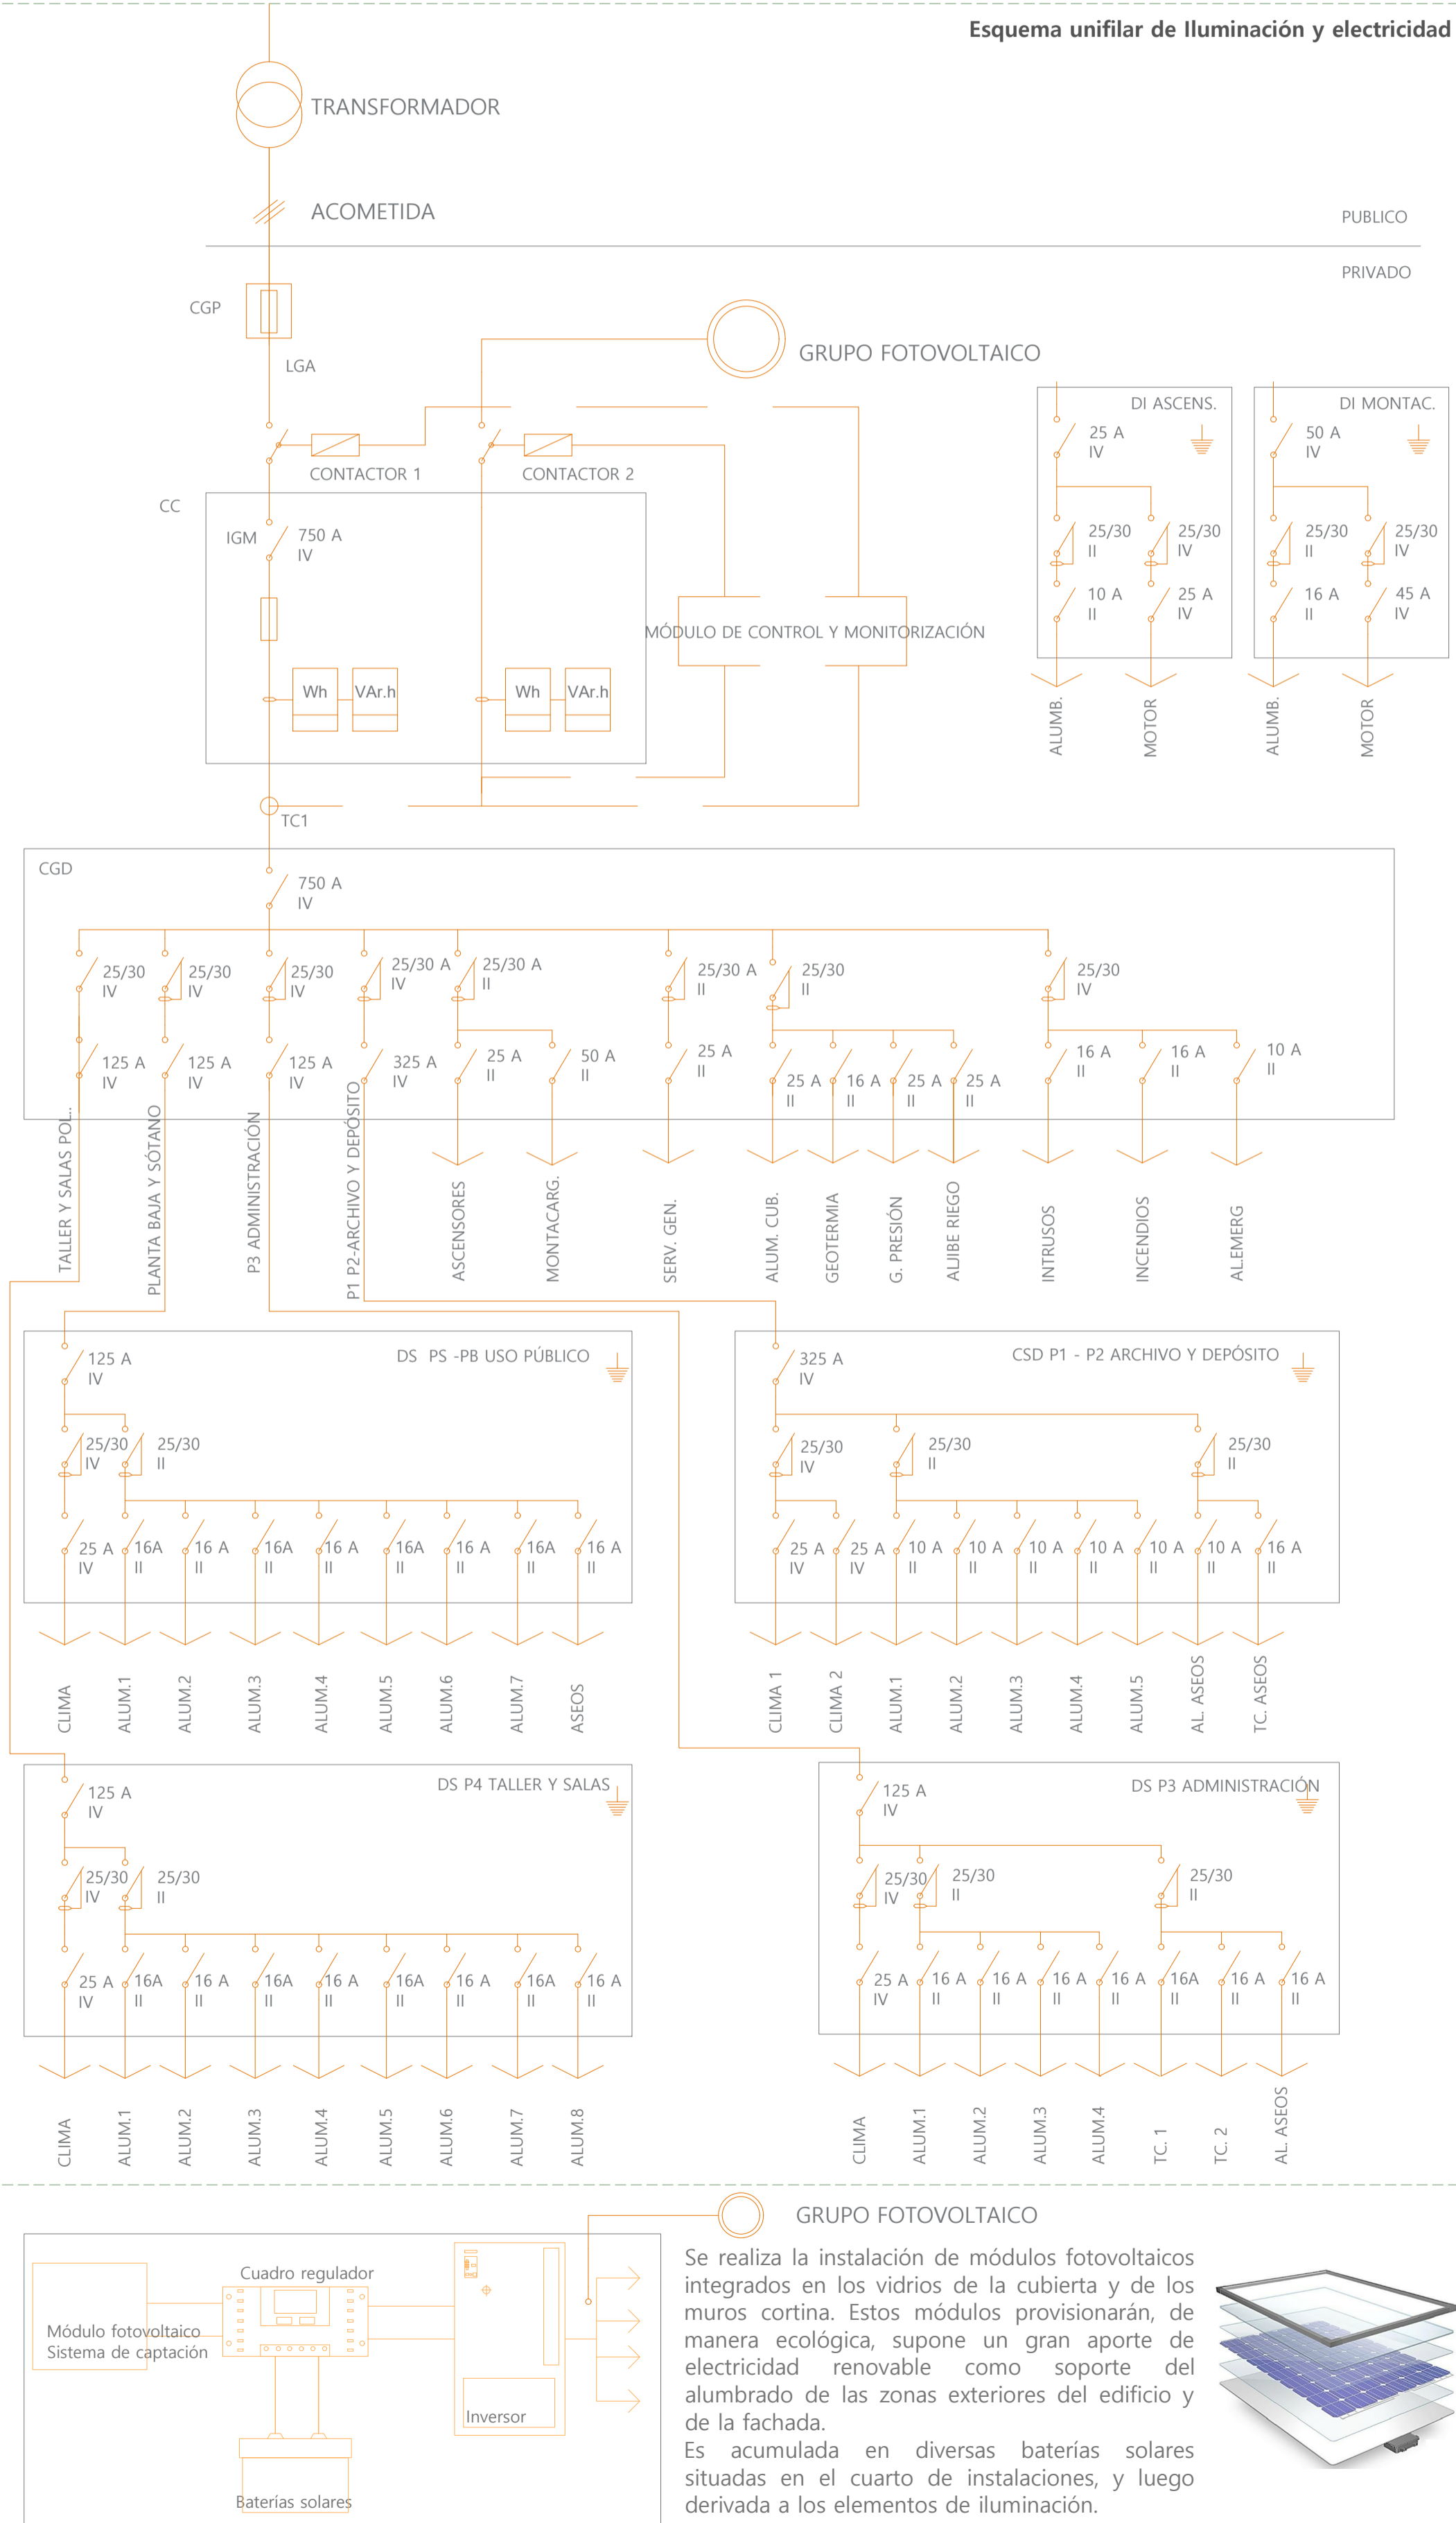 Esquema unifilar de Iluminación y electricidad
TRANSFORMADOR
ACOMETIDA
PUBLICO
PRIVADO
CGP
LGA
GRUPO FOTOVOLTAICO
CONTACTOR 1
CONTACTOR 2
CC
IGM
750 A
IV
Wh
VAr.h
Wh
VAr.h
MÓDULO DE CONTROL Y MONITORIZACIÓN
TC1
DI ASCENS.
25 A
IV
25/30
II
25/30
IV
10 A
II
25 A
IV
ALUMB.
MOTOR
DI MONTAC.
50 A
IV
25/30
II
25/30
IV
16 A
II
45 A
IV
ALUMB.
MOTOR
CGD
750 A
IV
25/30
IV
25/30
IV
25/30
IV
25/30 A
IV
25/30 A
II
25/30 A
II
25/30
II
25/30
IV
125 A
IV
125 A
IV
125 A
IV
325 A
IV
25 A
II
50 A
II
25 A
II
25 A
II
16 A
II
25 A
II
25 A
II
16 A
II
16 A
II
10 A
II
TALLER Y SALAS POL..
PLANTA BAJA Y SÓTANO
P3 ADMINISTRACIÓN
P1 P2-ARCHIVO Y DEPÓSITO
ASCENSORES
MONTACARG.
SERV. GEN.
ALUM. CUB.
GEOTERMIA
G. PRESIÓN
ALJIBE RIEGO
INTRUSOS
INCENDIOS
AL.EMERG
DS PS -PB USO PÚBLICO
125 A
IV
25/30
IV
25/30
II
25 A
IV
16A
II
16 A
II
16A
II
16 A
II
16A
II
16 A
II
16A
II
16 A
II
CLIMA
ALUM.1
ALUM.2
ALUM.3
ALUM.4
ALUM.5
ALUM.6
ALUM.7
ASEOS
CSD P1 - P2 ARCHIVO Y DEPÓSITO
325 A
IV
25/30
IV
25/30
II
25/30
II
25 A
IV
25 A
IV
10 A
II
10 A
II
10 A
II
10 A
II
10 A
II
10 A
II
16 A
II
CLIMA 1
CLIMA 2
ALUM.1
ALUM.2
ALUM.3
ALUM.4
ALUM.5
AL. ASEOS
TC. ASEOS
DS P4 TALLER Y SALAS
125 A
IV
25/30
IV
25/30
II
25 A
IV
16A
II
16 A
II
16A
II
16 A
II
16A
II
16 A
II
16A
II
16 A
II
CLIMA
ALUM.1
ALUM.2
ALUM.3
ALUM.4
ALUM.5
ALUM.6
ALUM.7
ALUM.8
DS P3 ADMINISTRACIÓN
125 A
IV
25/30
IV
25/30
II
25/30
II
25 A
IV
16 A
II
16 A
II
16 A
II
16 A
II
16A
II
16 A
II
16 A
II
CLIMA
ALUM.1
ALUM.2
ALUM.3
ALUM.4
TC. 1
TC. 2
AL. ASEOS
GRUPO FOTOVOLTAICO
Cuadro regulador
Módulo fotovoltaico
Sistema de captación
Inversor
Baterías solares
Se realiza la instalación de módulos fotovoltaicos
integrados en los vidrios de la cubierta y de los
muros cortina. Estos módulos provisionarán, de
manera ecológica, supone un gran aporte de
electricidad renovable como soporte del
alumbrado de las zonas exteriores del edificio y
de la fachada.
Es acumulada en diversas baterías solares
situadas en el cuarto de instalaciones, y luego
derivada a los elementos de iluminación.